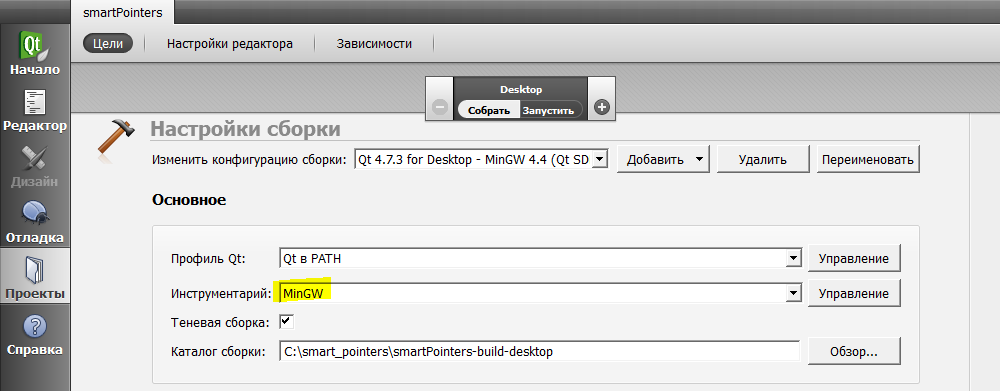 smartPointers
Цели Настройки редактора Зависимости
Qt
Начало
Редактор
Дизайн
Отладка
Проекты
Справка
Desktop
Собрать Запустить
Настройки сборки
Изменить конфигурацию сборки: Qt 4.7.3 for Desktop - MinGW 4.4 (Qt SD Добавить Удалить Переименовать
Основное
Профиль Qt: Qt в PATH Управление
Инструментарий: MinGW Управление
Теневая сборка:
Каталог сборки: C:\smart_pointers\smartPointers-build-desktop Обзор...